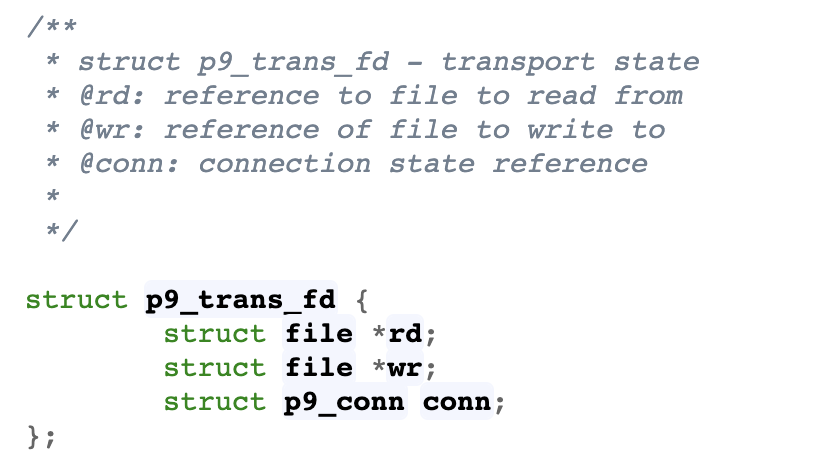 /**
 * struct p9_trans_fd – transport state
 * @rd: reference to file to read from
 * @wr: reference of file to write to
 * @conn: connection state reference
 *
 */
struct p9_trans_fd {
        struct file *rd;
        struct file *wr;
        struct p9_conn conn;
};